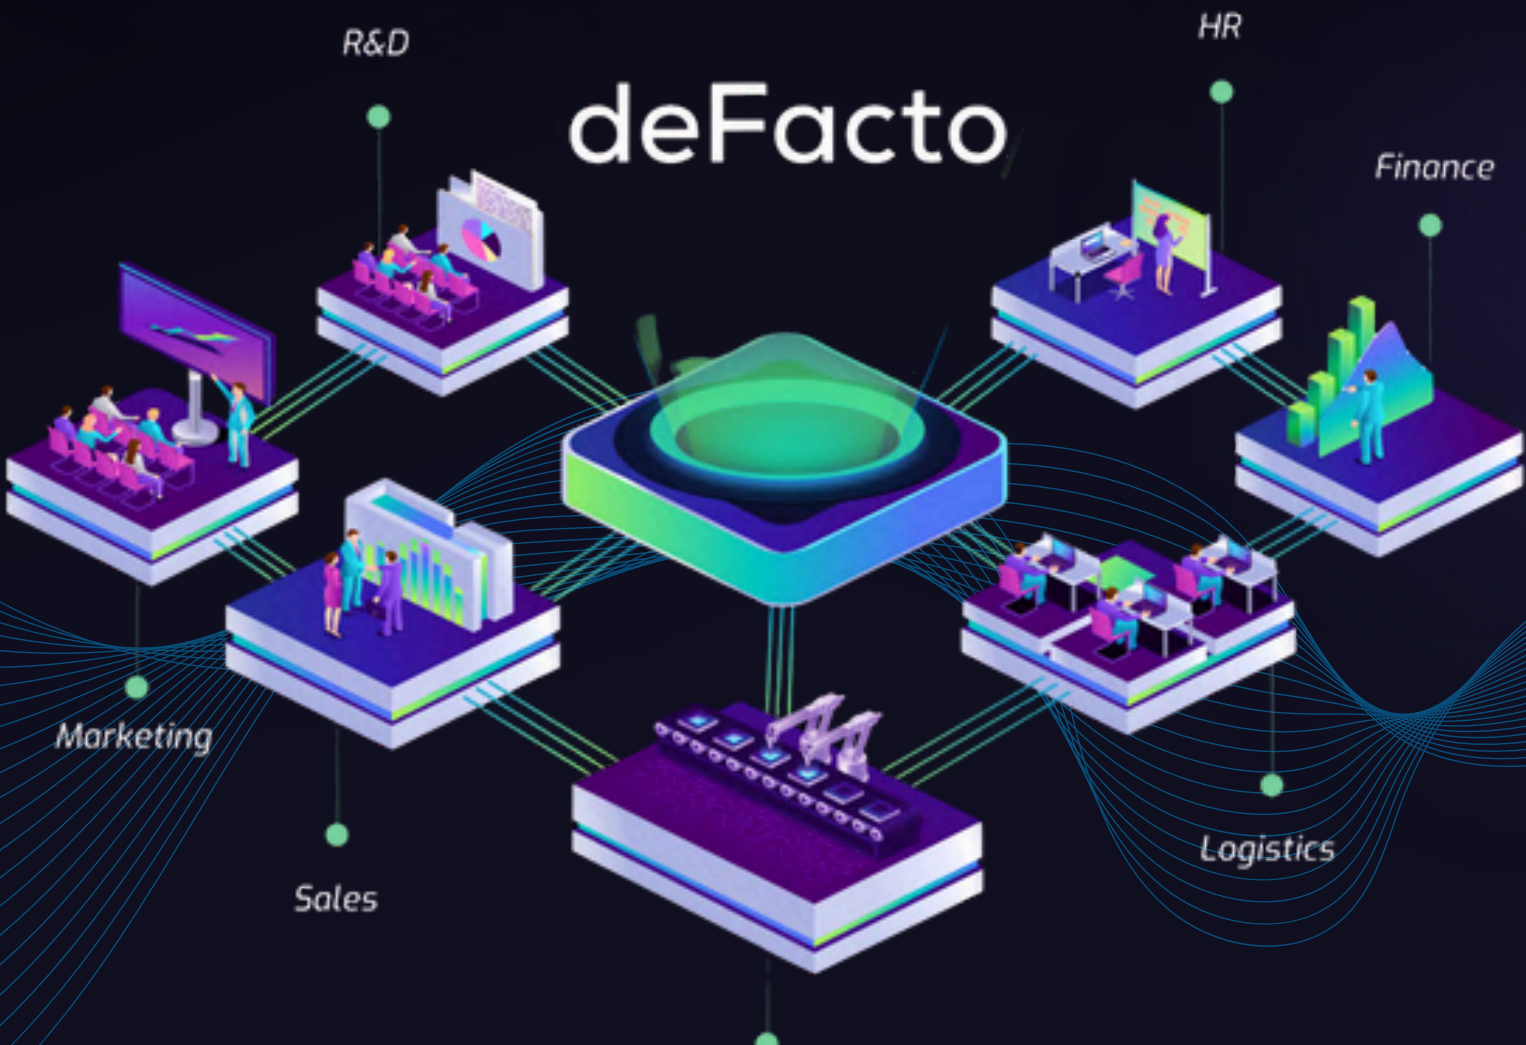 R&D
HR
deFacto
Finance
Marketing
Logistics
Sales